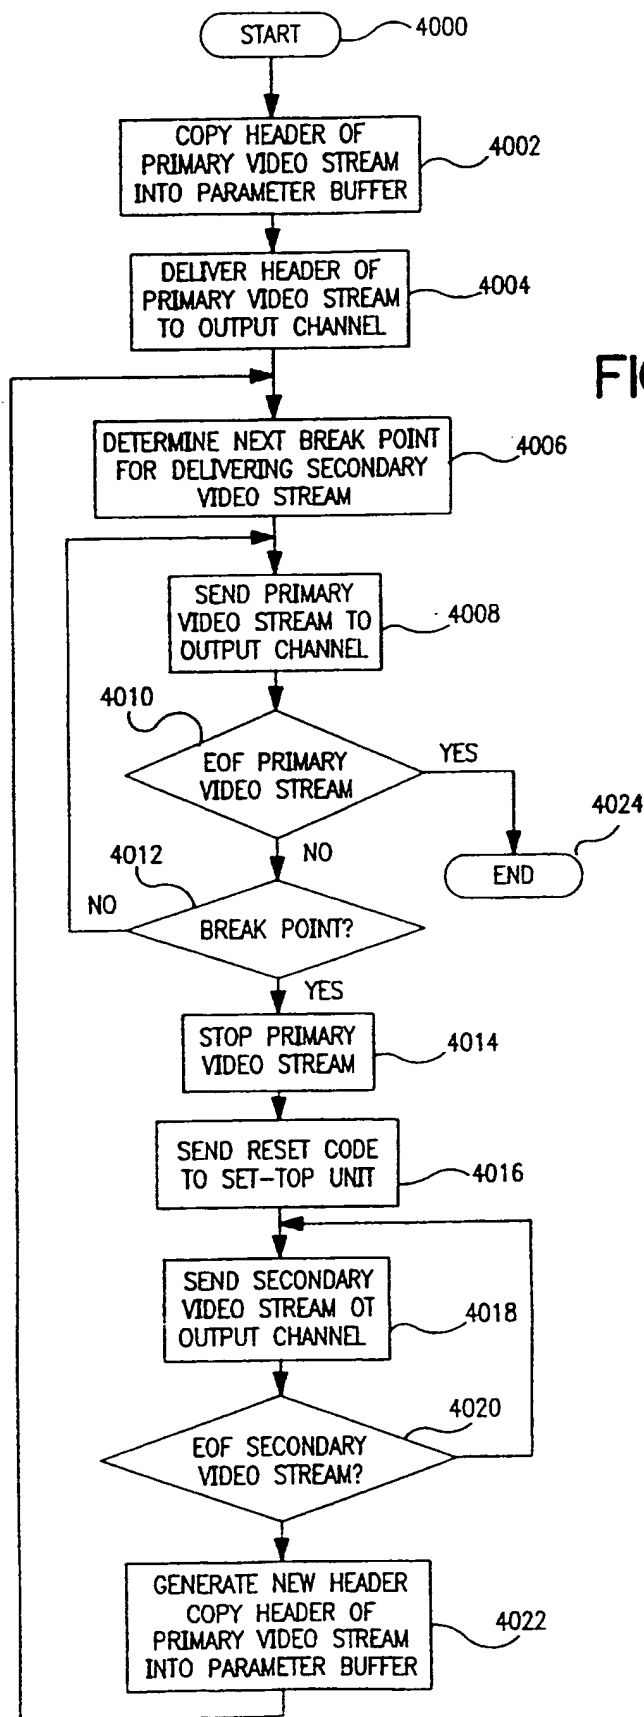 START
4000
COPY HEADER OF
PRIMARY VIDEO STREAM
INTO PARAMETER BUFFER
4002
DELIVER HEADER OF
PRIMARY VIDEO STREAM
TO OUTPUT CHANNEL
4004
DETERMINE NEXT BREAK POINT
FOR DELIVERING SECONDARY
VIDEO STREAM
4006
SEND PRIMARY
VIDEO STREAM TO
OUTPUT CHANNEL
4008
4010
EOF PRIMARY
VIDEO STREAM
YES
NO
4024
END
4012
NO
BREAK POINT?
YES
STOP PRIMARY
VIDEO STREAM
4014
SEND RESET CODE
TO SET-TOP UNIT
4016
SEND SECONDARY
VIDEO STREAM OT
OUTPUT CHANNEL
4018
4020
EOF SECONDARY
VIDEO STREAM?
GENERATE NEW HEADER
COPY HEADER OF
PRIMARY VIDEO STREAM
INTO PARAMETER BUFFER
4022